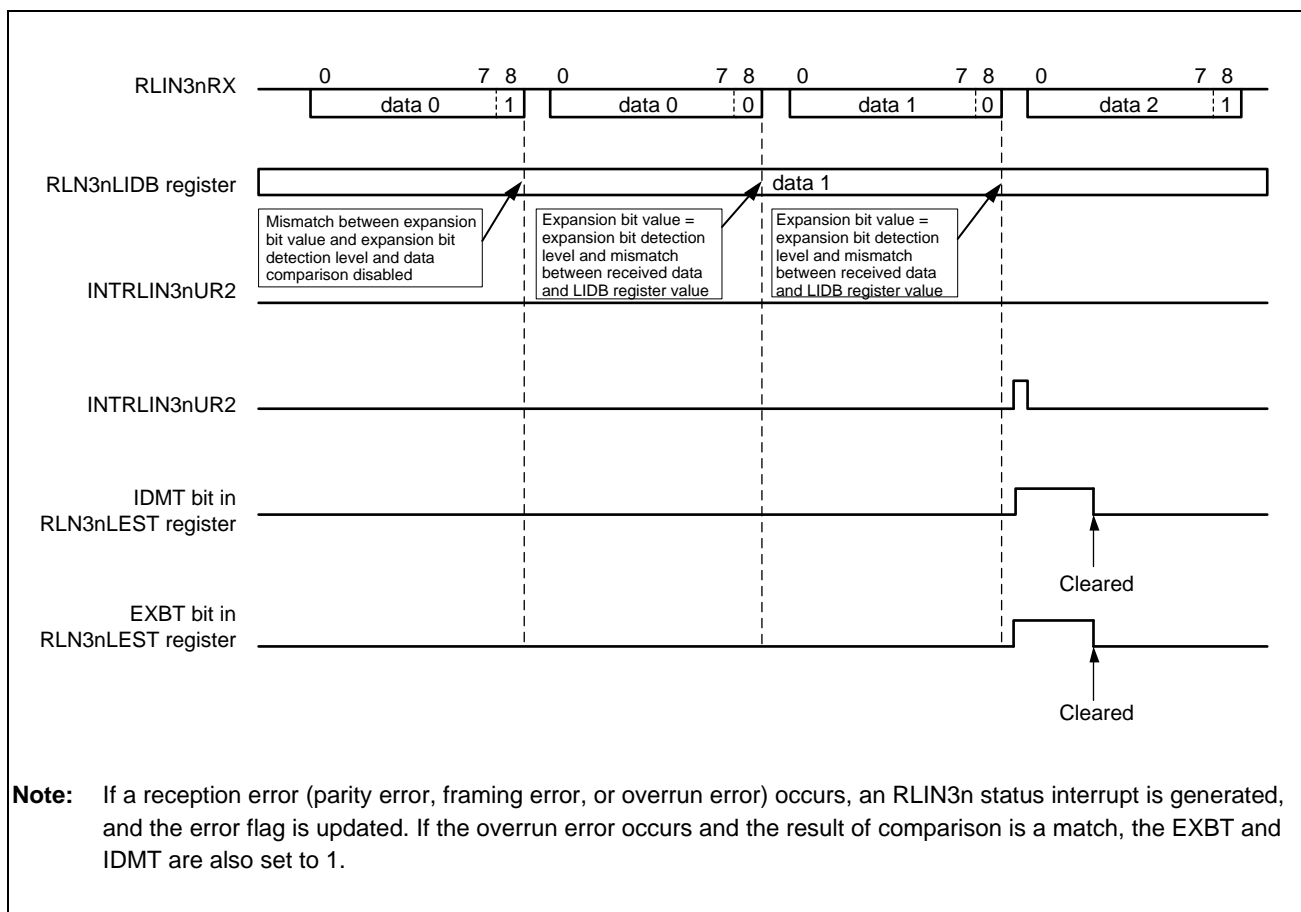 0 7 8 0 7 8 0 7 8 0 7 8
RLIN3nRX
data 0 1 data 0 0 data 1 0 data 2 1
RLN3nLIDB register
data 1
Mismatch between expansion
bit value and expansion bit
detection level and data
comparison disabled
Expansion bit value =
expansion bit detection
level and mismatch
between received data
and LIDB register value
Expansion bit value =
expansion bit detection
level and mismatch
between received data
and LIDB register value
INTRLIN3nUR2
INTRLIN3nUR2
IDMT bit in
RLN3nLEST register
Cleared
EXBT bit in
RLN3nLEST register
Cleared
Note: If a reception error (parity error, framing error, or overrun error) occurs, an RLIN3n status interrupt is generated,
and the error flag is updated. If the overrun error occurs and the result of comparison is a match, the EXBT and
IDMT are also set to 1.